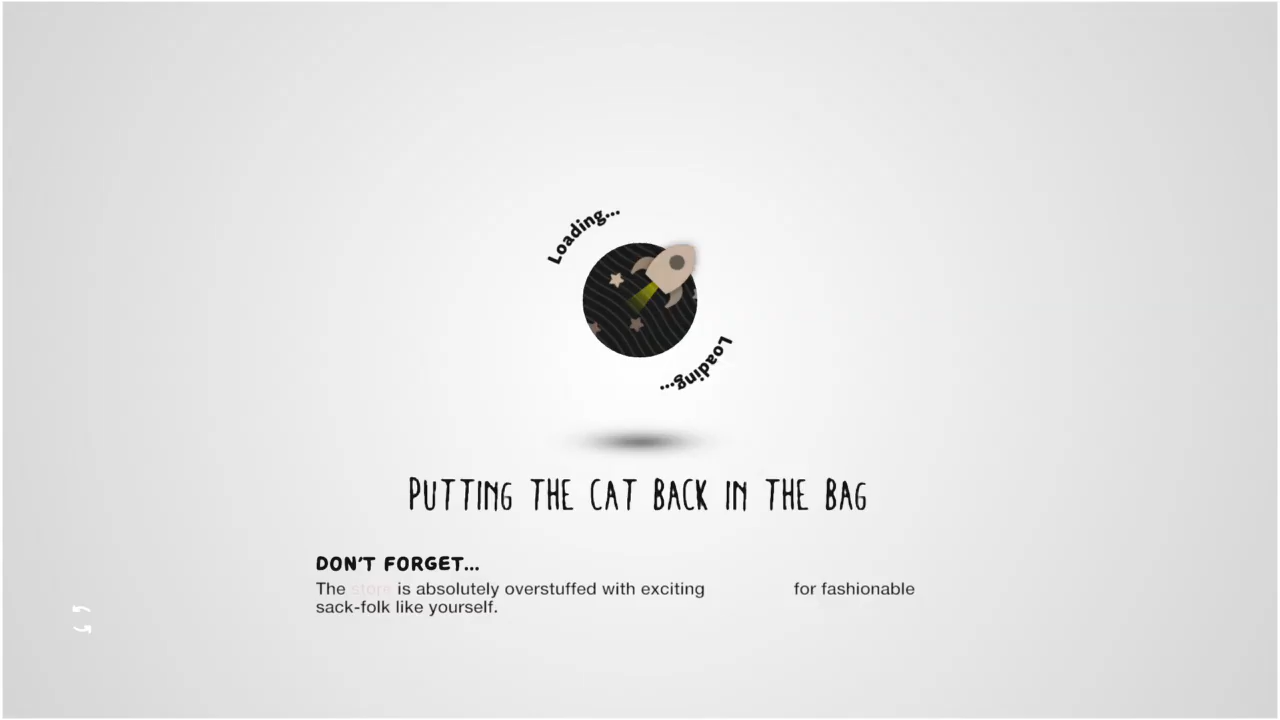 Loading...
Loading...
PUTTING THE CAT BACK IN THE BAG
DON'T FORGET...
The store is absolutely overstuffed with exciting for fashionable
sack-folk like yourself.